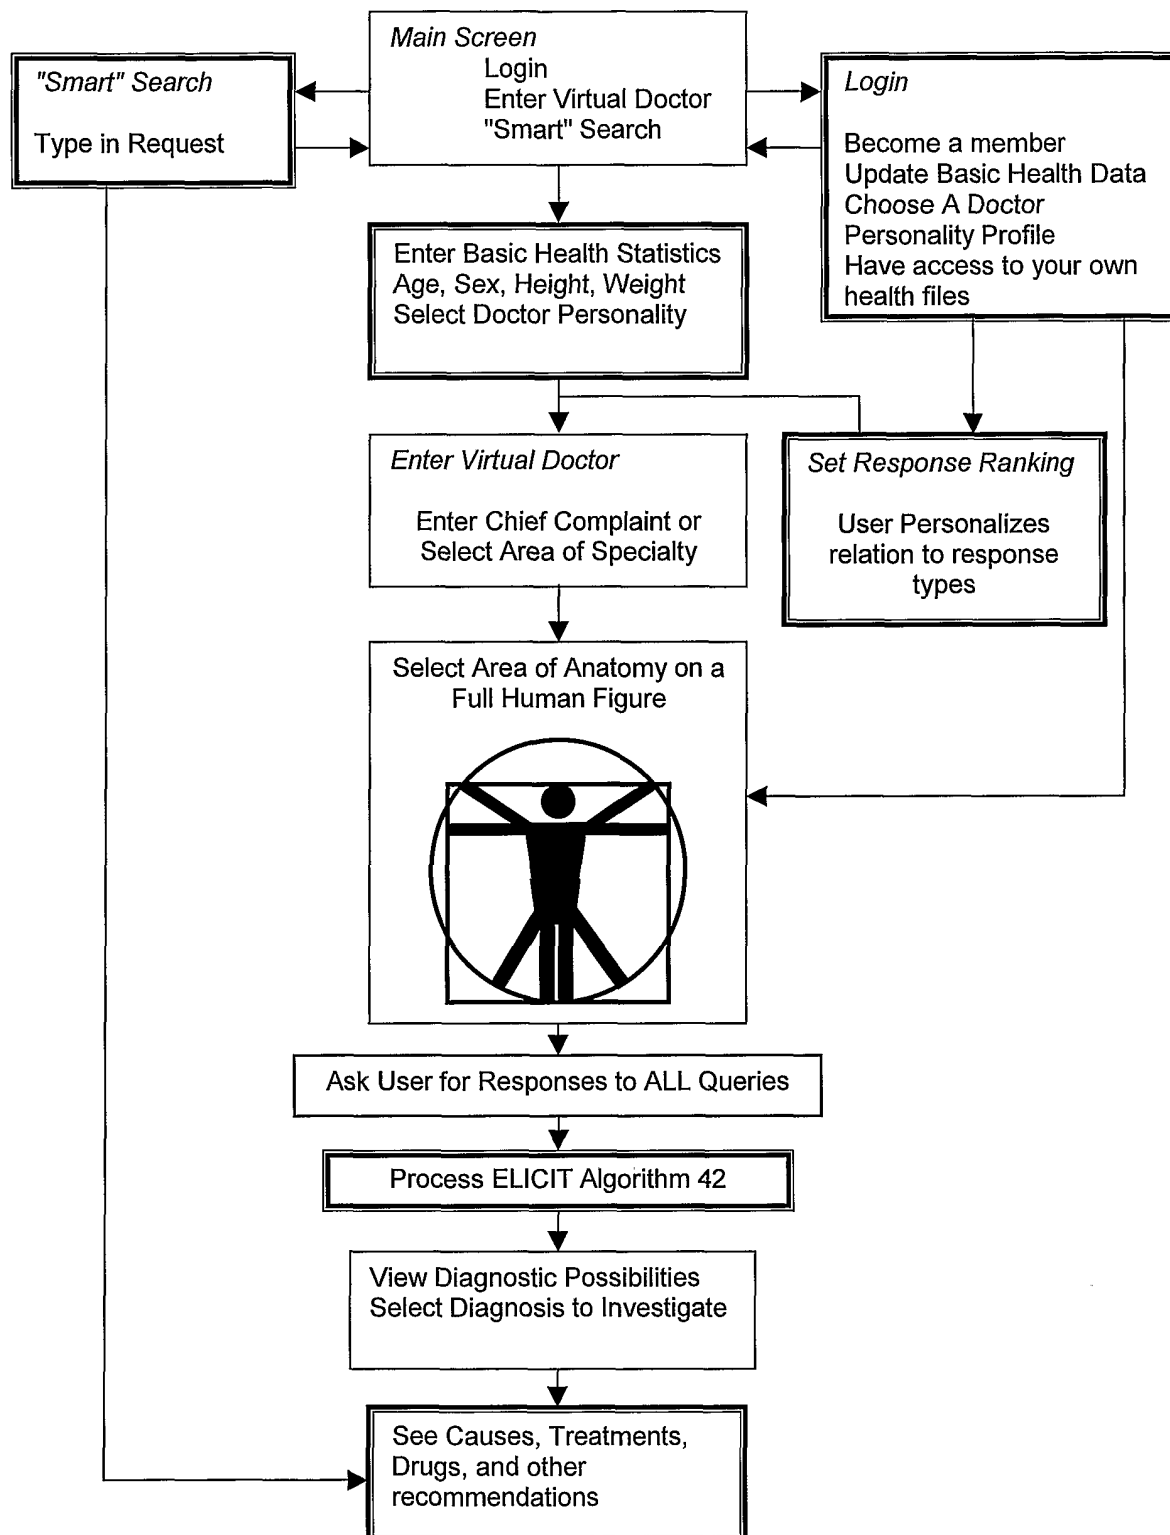 Main Screen
Login
Enter Virtual Doctor
"Smart" Search
"Smart" Search
Type in Request
Login
Become a member
Update Basic Health Data
Choose A Doctor
Personality Profile
Have access to your own
health files
Enter Basic Health Statistics
Age, Sex, Height, Weight
Select Doctor Personality
Enter Virtual Doctor
Enter Chief Complaint or
Select Area of Specialty
Set Response Ranking
User Personalizes
relation to response
types
Select Area of Anatomy on a
Full Human Figure
Ask User for Responses to ALL Queries
Process ELICIT Algorithm 42
View Diagnostic Possibilities
Select Diagnosis to Investigate
See Causes, Treatments,
Drugs, and other
recommendations